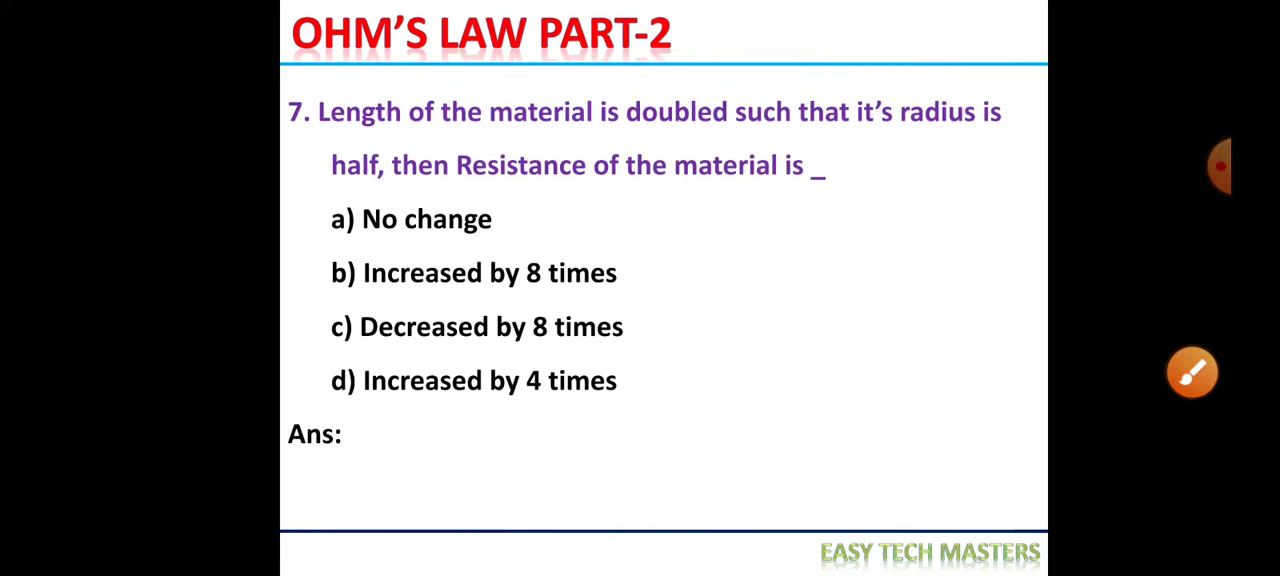 OHM'S LAW PART-2
7. Length of the material is doubled such that it's radius is
half, then Resistance of the material is _
a) No change
b) Increased by 8 times
c) Decreased by 8 times
d) Increased by 4 times
Ans:
EASY TECH MASTERS